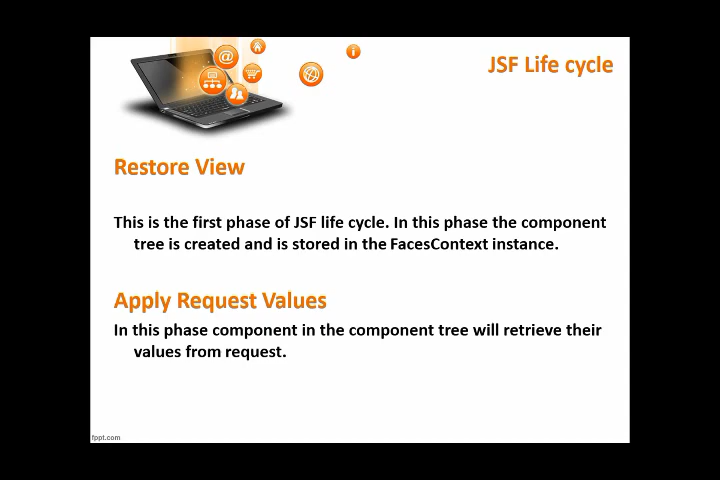 JSF Life cycle
Restore View
This is the first phase of JSF life cycle. In this phase the component
tree is created and is stored in the FacesContext instance.
Apply Request Values
In this phase component in the component tree will retrieve their
values from request.
fppt.com